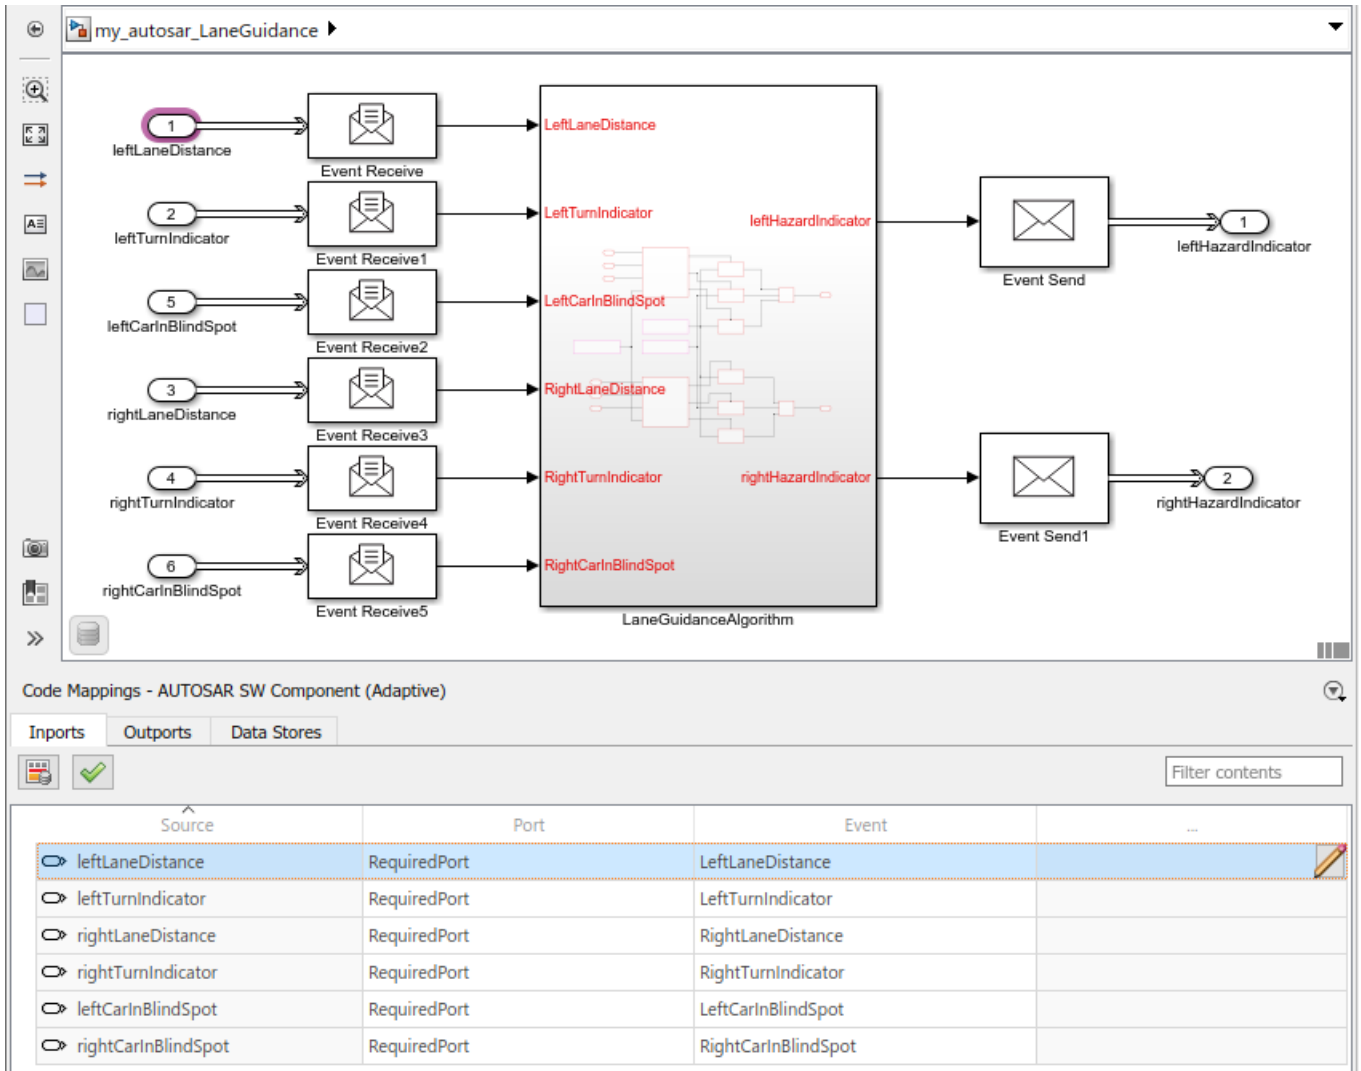 my_autosar_LaneGuidance
1
leftLaneDistance
Event Receive
LeftLaneDistance
2
leftTurnIndicator
Event Receive1
LeftTurnIndicator
leftHazardIndicator
Event Send
1
leftHazardIndicator
5
leftCarInBlindSpot
Event Receive2
LeftCarInBlindSpot
3
rightLaneDistance
Event Receive3
RightLaneDistance
4
rightTurnIndicator
Event Receive4
RightTurnIndicator
rightHazardIndicator
Event Send1
2
rightHazardIndicator
6
rightCarInBlindSpot
Event Receive5
RightCarInBlindSpot
LaneGuidanceAlgorithm
Code Mappings - AUTOSAR SW Component (Adaptive)
Inports Outports Data Stores
Filter contents
Source Port Event ...
leftLaneDistance RequiredPort LeftLaneDistance
leftTurnIndicator RequiredPort LeftTurnIndicator
rightLaneDistance RequiredPort RightLaneDistance
rightTurnIndicator RequiredPort RightTurnIndicator
leftCarInBlindSpot RequiredPort LeftCarInBlindSpot
rightCarInBlindSpot RequiredPort RightCarInBlindSpot